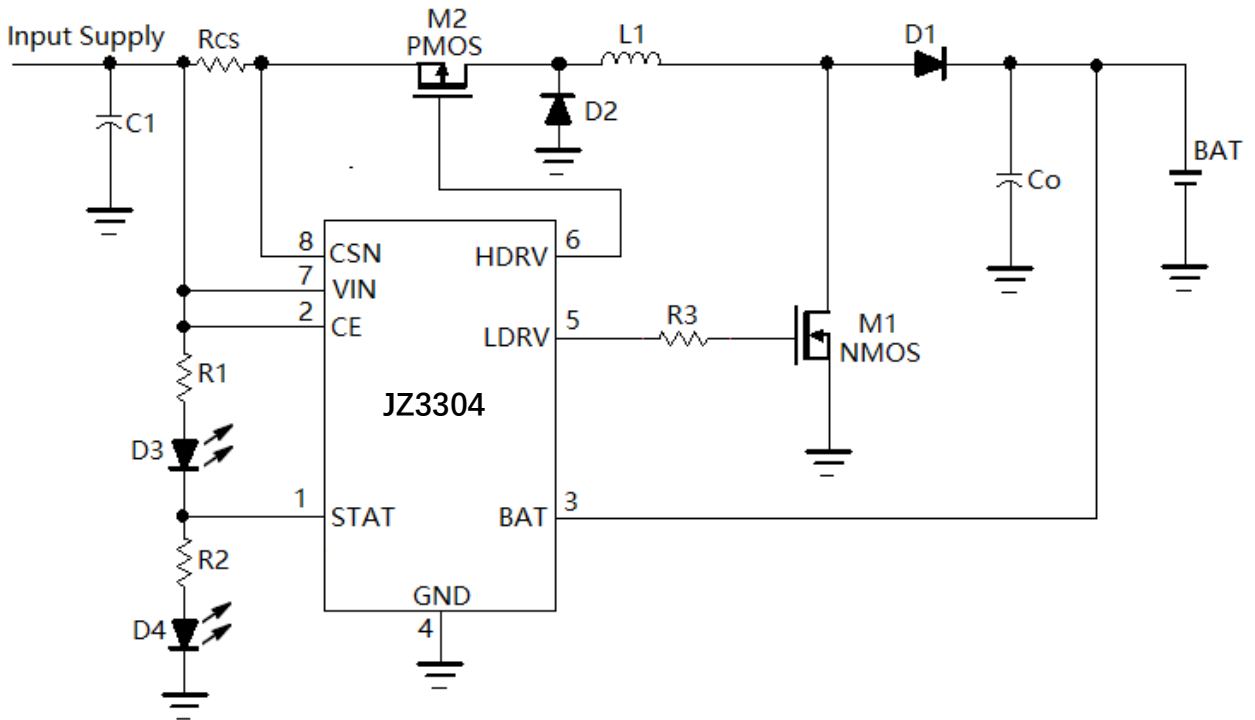 Input Supply
RCS
M2
PMOS
L1
D1
C1
D2
Co
BAT
8
CSN
HDRV
6
7
VIN
2
CE
LDRV
5
R3
M1
NMOS
R1
JZ3304
D3
1
STAT
BAT
3
R2
GND
4
D4